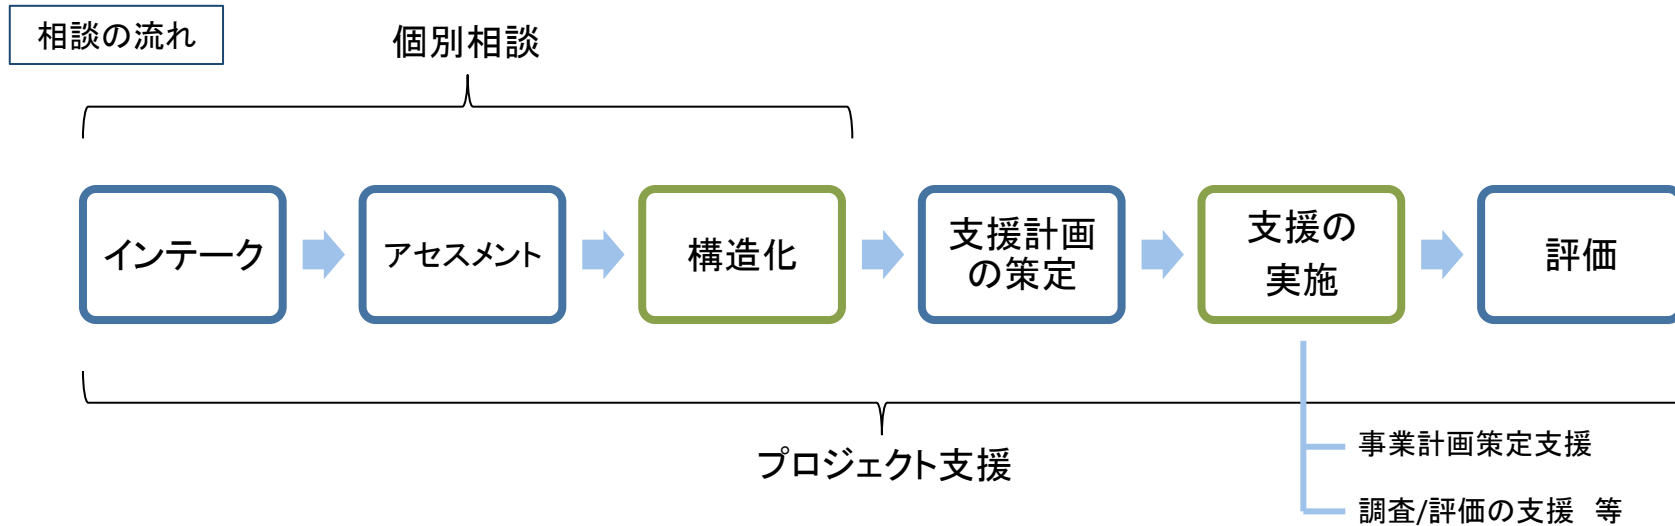 相談の流れ
個別相談
インテーク
アセスメント
構造化
支援計画
の策定
支援の
実施
評価
プロジェクト支援
事業計画策定支援
調査/評価の支援　等